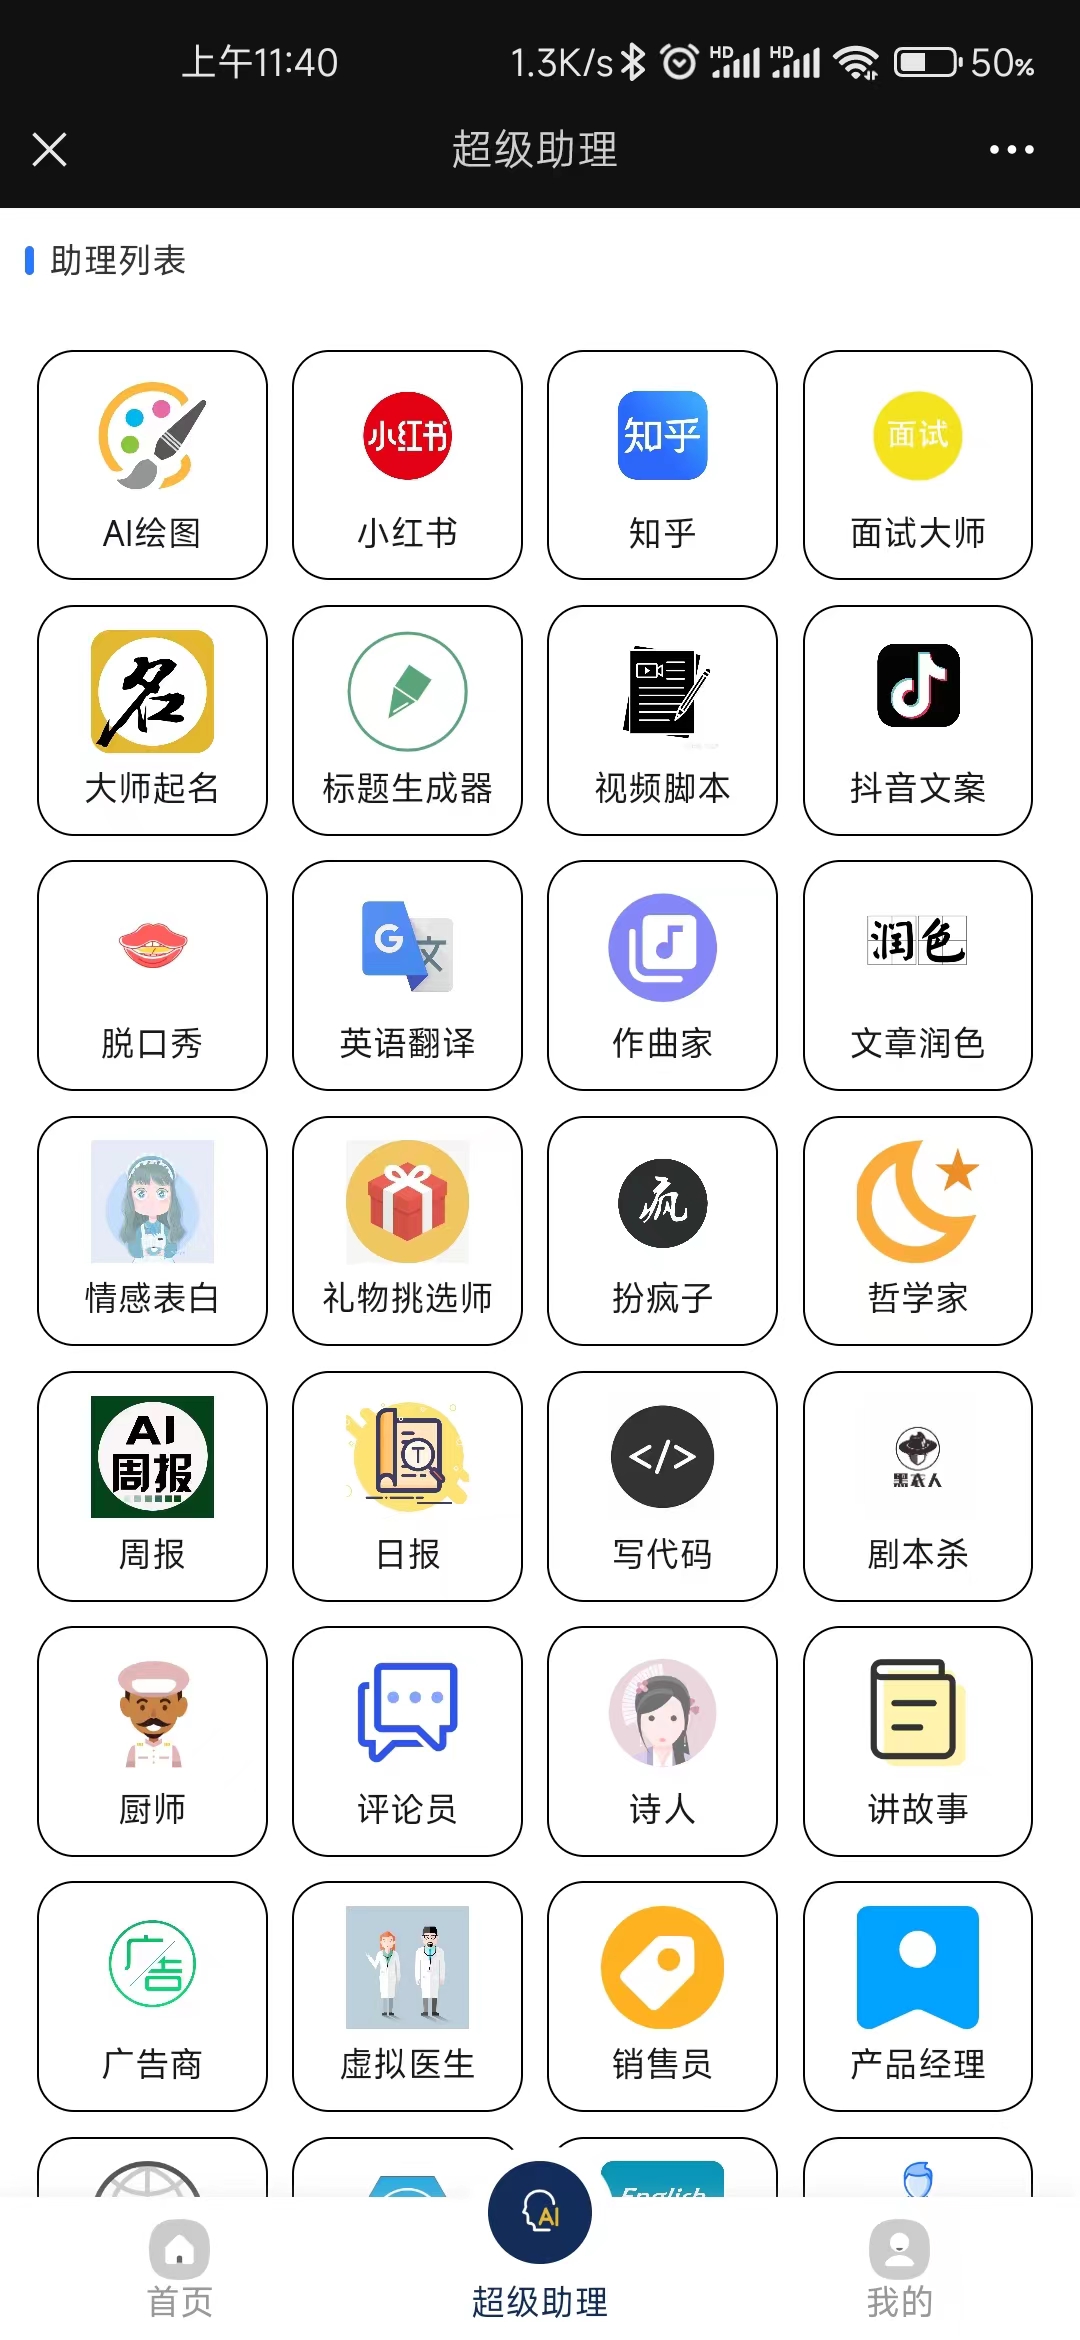 上午11:40 1.3K/s HD HD 50%
超级助理
助理列表
小红书 知乎 面试
AI绘图 小红书 知乎 面试大师
名
大师起名 标题生成器 视频脚本 抖音文案
G 文 润色
脱口秀 英语翻译 作曲家 文章润色
疯
情感表白 礼物挑选师 扮疯子 哲学家
AI
周报 T </> 黑衣人
周报 日报 写代码 剧本杀
厨师 评论员 诗人 讲故事
广告
广告商 虚拟医生 销售员 产品经理
English
AI
首页 超级助理 我的